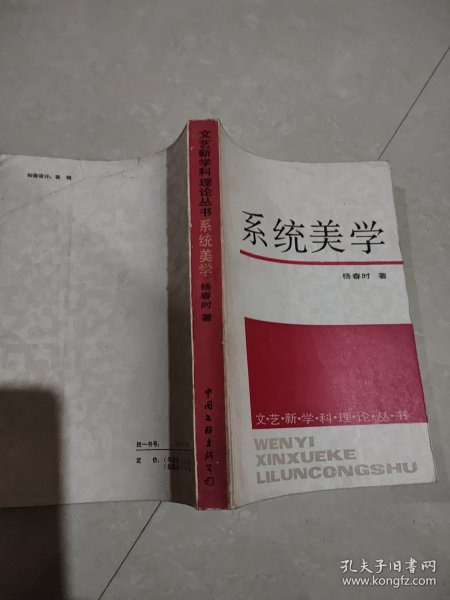 系统美学
杨春时 著
文·艺·新·学·科·理·论·丛·书
WENYI
XINXUEKE
LILUNCONGSHU
文艺新学科理论丛书 系统美学 杨春时 著
中国文联出版公司
封面设计：蒋 明
统一书号：
定 价：
孔夫子旧书网
www.kongfz.com